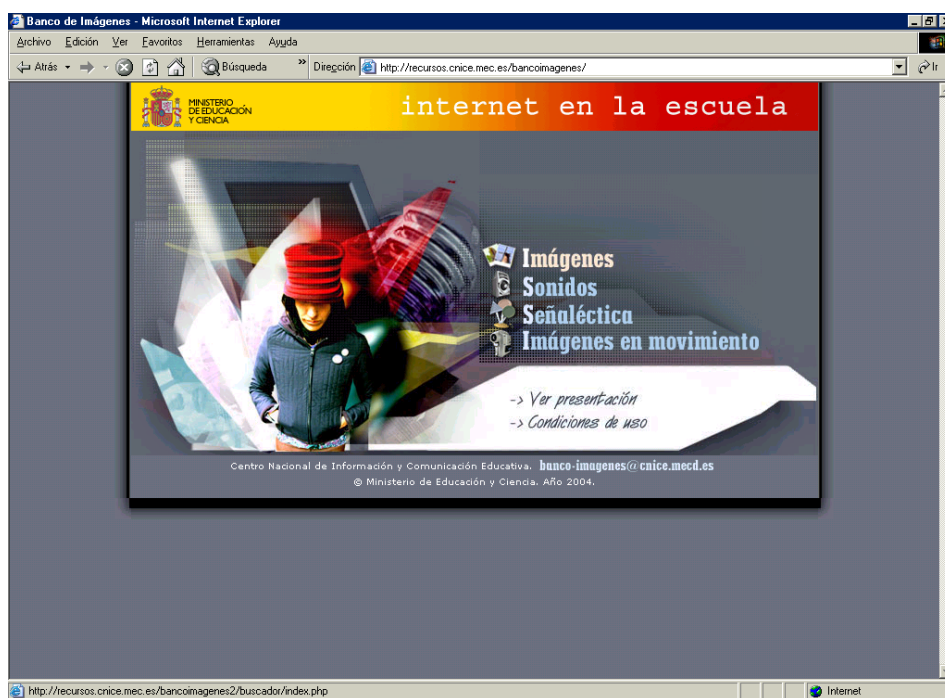 Banco de Imágenes - Microsoft Internet Explorer
Archivo Edición Ver Favoritos Herramientas Ayuda
Atrás Búsqueda » Dirección http://recursos.cnice.mec.es/bancoimagenes/ Ir
MINISTERIO
DE EDUCACIÓN
Y CIENCIA
internet en la escuela
Imágenes
Sonidos
Señaléctica
Imágenes en movimiento
-> Ver presentación
-> Condiciones de uso
Centro Nacional de Información y Comunicación Educativa. banco-imagenes@cnice.mecd.es
© Ministerio de Educación y Ciencia. Año 2004.
http://recursos.cnice.mec.es/bancoimagenes2/buscador/index.php Internet